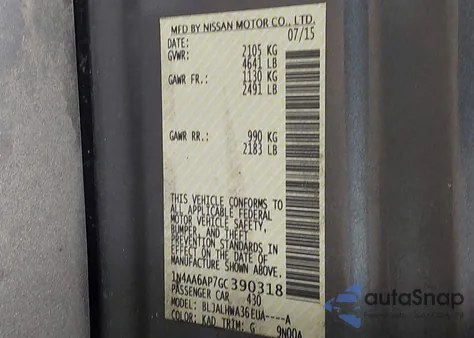 MFD BY NISSAN MOTOR CO., LTD.
DATE: 07/15
GVWR: 2105 KG
4641 LB
GAWR FR.: 1130 KG
2491 LB
GAWR RR.: 990 KG
2183 LB
THIS VEHICLE CONFORMS TO
ALL APPLICABLE FEDERAL
MOTOR VEHICLE SAFETY,
BUMPER, AND THEFT
PREVENTION STANDARDS IN
EFFECT ON THE DATE OF
MANUFACTURE SHOWN ABOVE.
1N4AA6AP7GC390318
PASSENGER CAR 430
MODEL: BLJALHWA36EUA----A
COLOR: KAD TRIM: G 9N00A
autoSnap